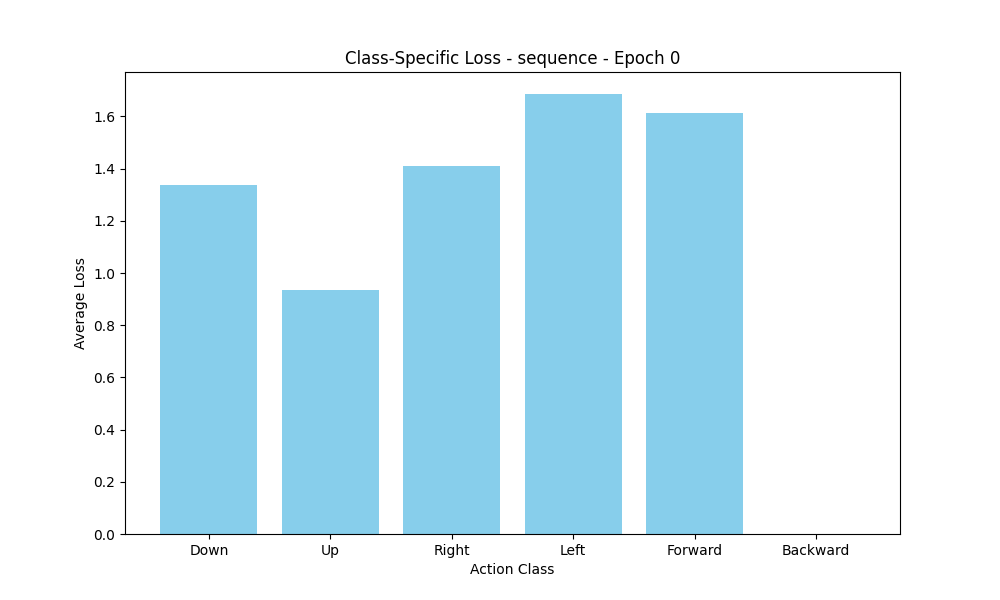 Class-Specific Loss - sequence - Epoch 0
1.6
1.4
1.2
1.0
0.8
0.6
0.4
0.2
0.0
Average Loss
Down Up Right Left Forward Backward
Action Class